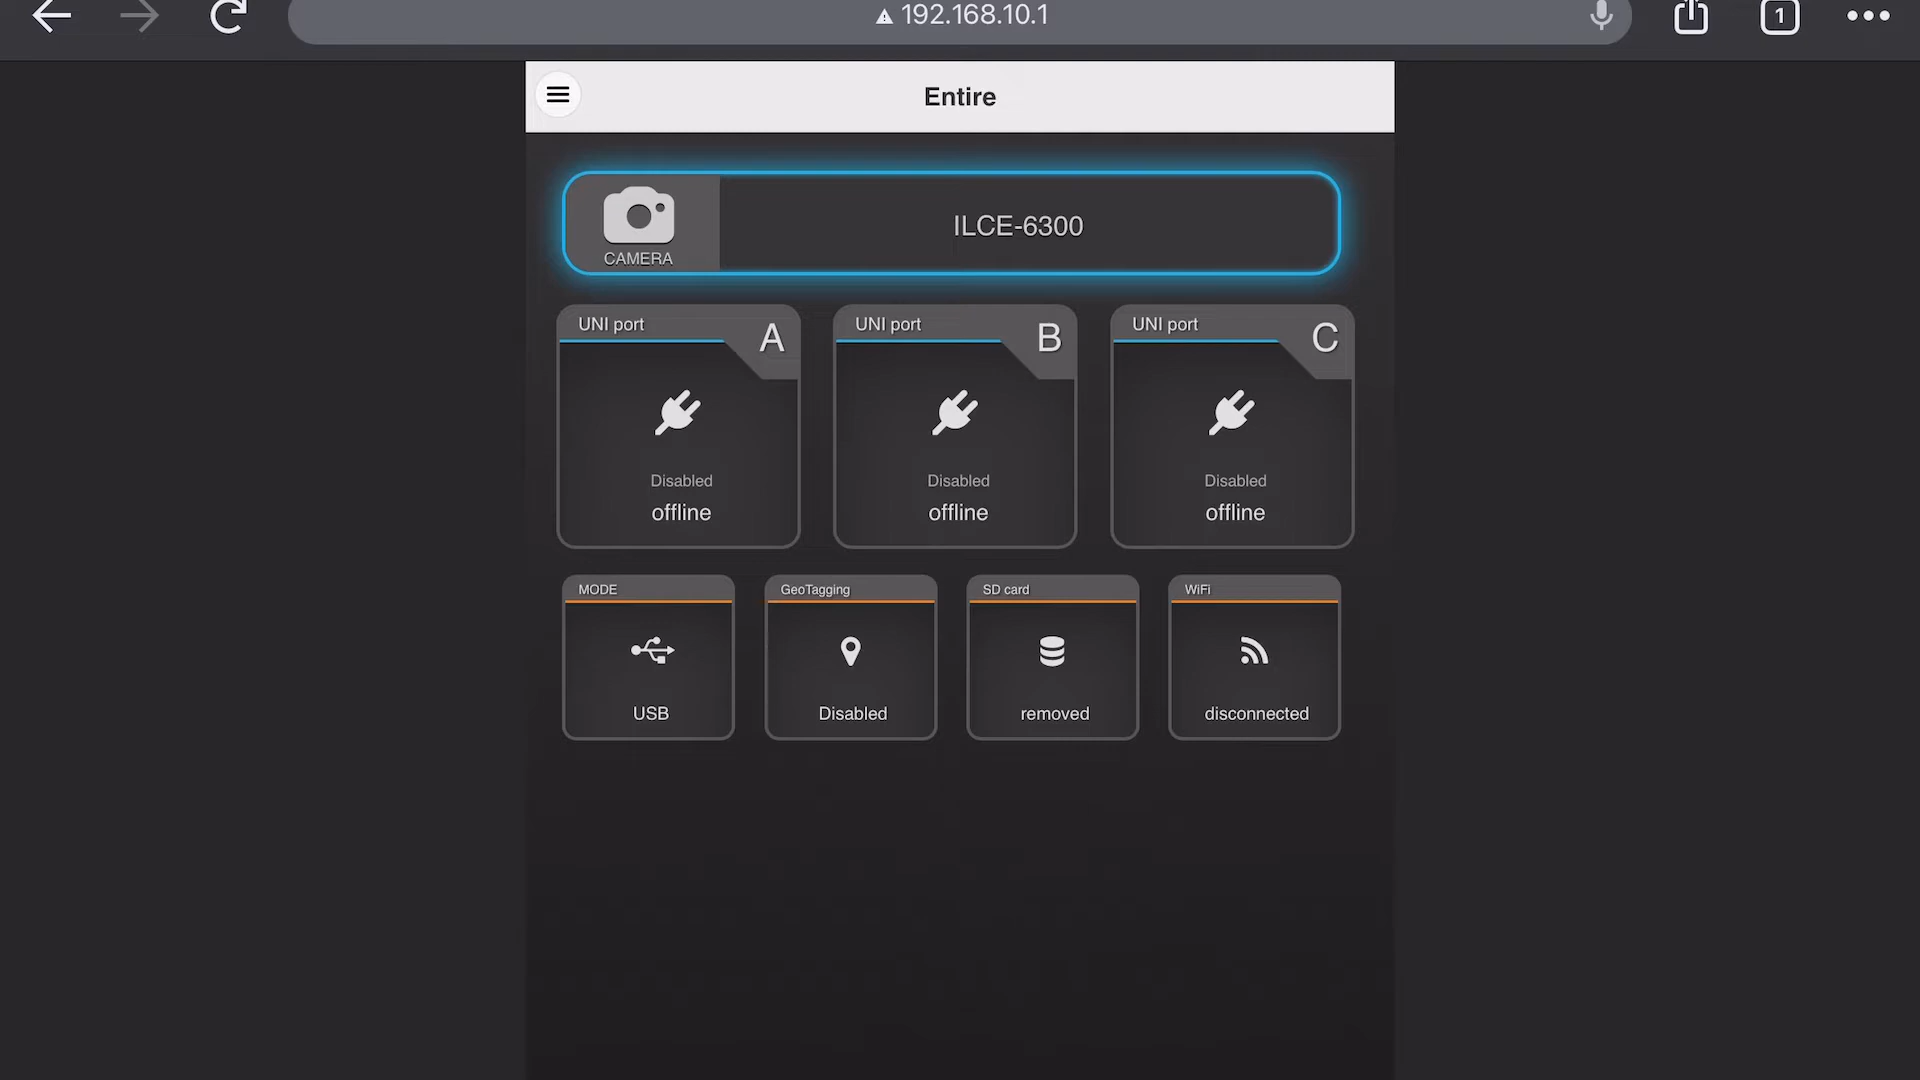 192.168.10.1
1
Entire
CAMERA
ILCE-6300
UNI port A
UNI port B
UNI port C
Disabled
offline
Disabled
offline
Disabled
offline
MODE
USB
GeoTagging
Disabled
SD card
removed
WiFi
disconnected